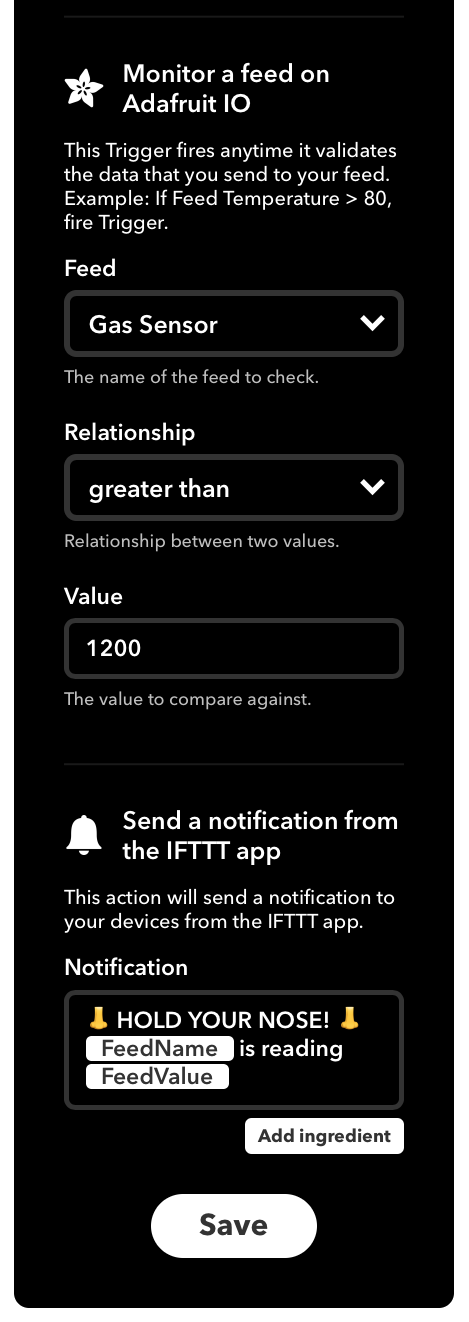 Monitor a feed on
Adafruit IO
This Trigger fires anytime it validates
the data that you send to your feed.
Example: If Feed Temperature > 80,
fire Trigger.
Feed
Gas Sensor
The name of the feed to check.
Relationship
greater than
Relationship between two values.
Value
1200
The value to compare against.
Send a notification from
the IFTTT app
This action will send a notification to
your devices from the IFTTT app.
Notification
👃 HOLD YOUR NOSE! 👃
FeedName is reading
FeedValue
Add ingredient
Save